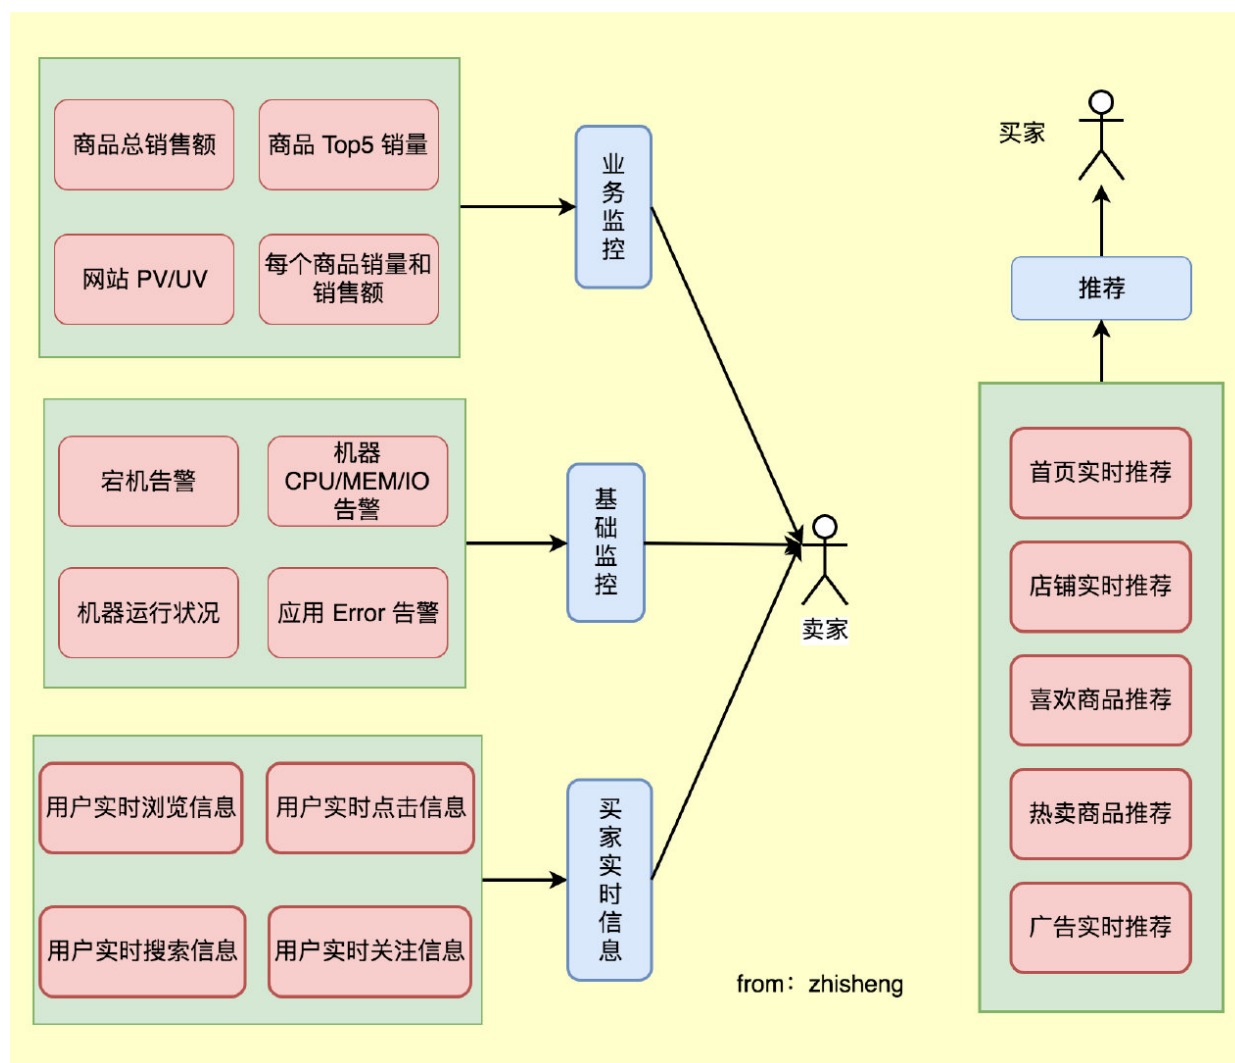 商品总销售额
商品 Top5 销量
网站 PV/UV
每个商品销量和
销售额
业务监控
宕机告警
机器
CPU/MEM/IO
告警
机器运行状况
应用 Error 告警
基础监控
用户实时浏览信息
用户实时点击信息
用户实时搜索信息
用户实时关注信息
买家实时信息
卖家
from：zhisheng
买家
推荐
首页实时推荐
店铺实时推荐
喜欢商品推荐
热卖商品推荐
广告实时推荐